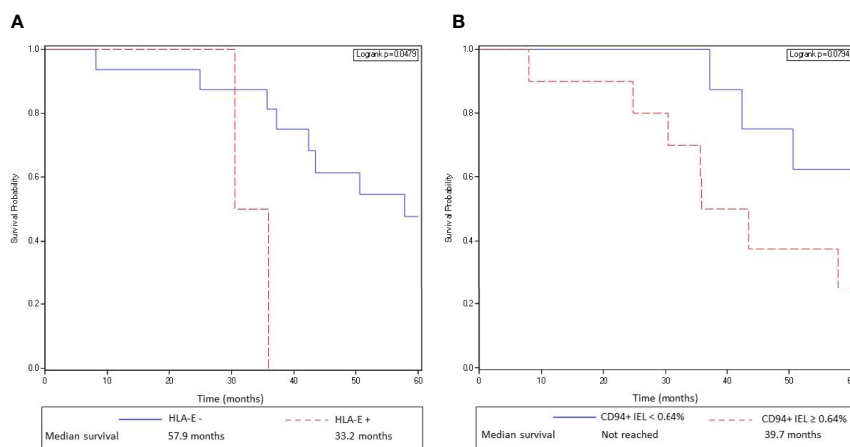 A
B
Logrank p=0.0479
Logrank p=0.0794
1.0
0.8
0.6
0.4
0.2
0.0
Survival Probability
0
10
20
30
40
50
60
Time (months)
HLA-E - HLA-E +
Median survival 57.9 months 33.2 months
1.0
0.8
0.6
0.4
0.2
0.0
Survival Probability
0
10
20
30
40
50
60
Time (months)
CD94+ IEL < 0.64% CD94+ IEL ≥ 0.64%
Median survival Not reached 39.7 months